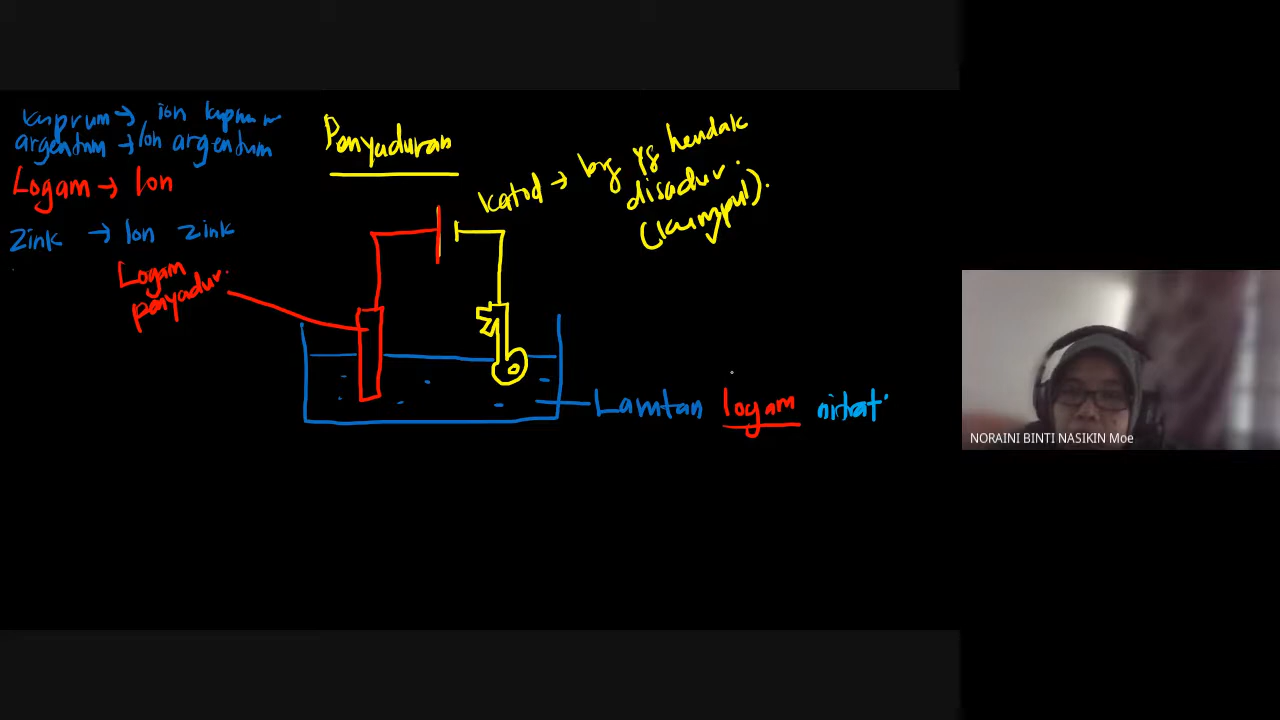 kuprum → ion kuprum
argentum → Ion argentum
Logam → Ion
Zink → Ion zink
Logam
penyadur.
Penyaduran
katod → brg yg hendak
disadur.
(kunci).
Larutan logam nitrat
NORAINI BINTI NASIKIN Moe